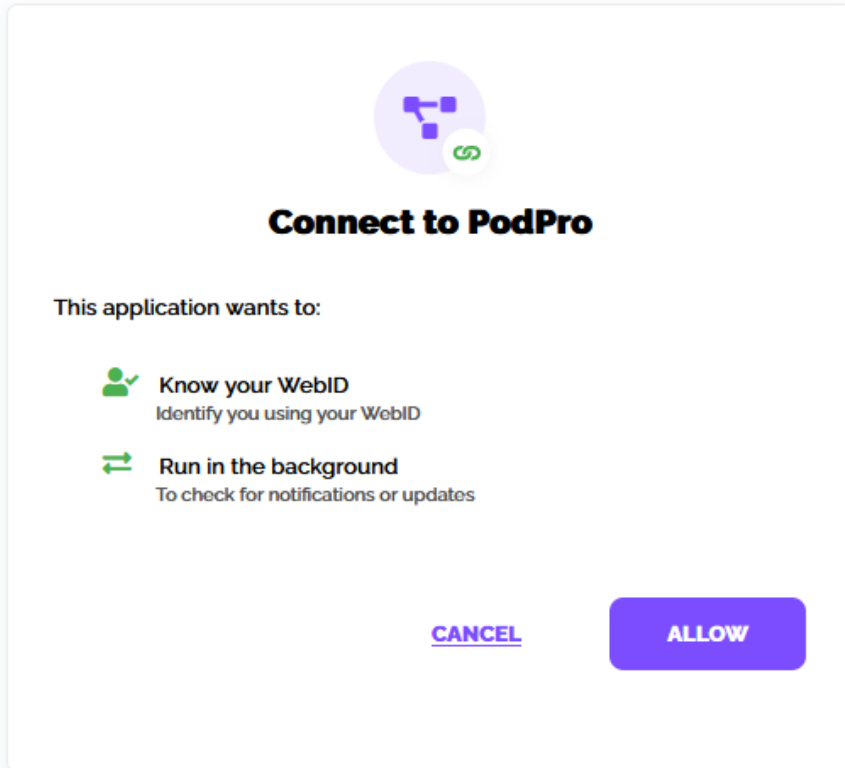 Connect to PodPro
This application wants to:
Know your WebID
Identify you using your WebID
Run in the background
To check for notifications or updates
CANCEL
ALLOW